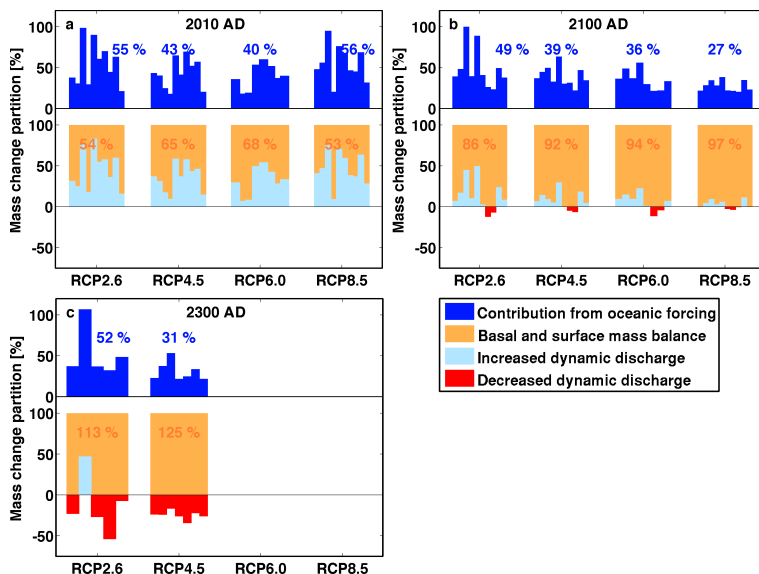 a
2010 AD
55 %
43 %
40 %
56 %
100
50
0
100
50
0
-50
54 %
65 %
68 %
53 %
Mass change partition [%]
RCP2.6
RCP4.5
RCP6.0
RCP8.5
b
2100 AD
49 %
39 %
36 %
27 %
100
50
0
100
50
0
-50
86 %
92 %
94 %
97 %
Mass change partition [%]
RCP2.6
RCP4.5
RCP6.0
RCP8.5
c
2300 AD
52 %
31 %
100
50
0
100
50
0
-50
113 %
125 %
Mass change partition [%]
RCP2.6
RCP4.5
RCP6.0
RCP8.5
Contribution from oceanic forcing
Basal and surface mass balance
Increased dynamic discharge
Decreased dynamic discharge